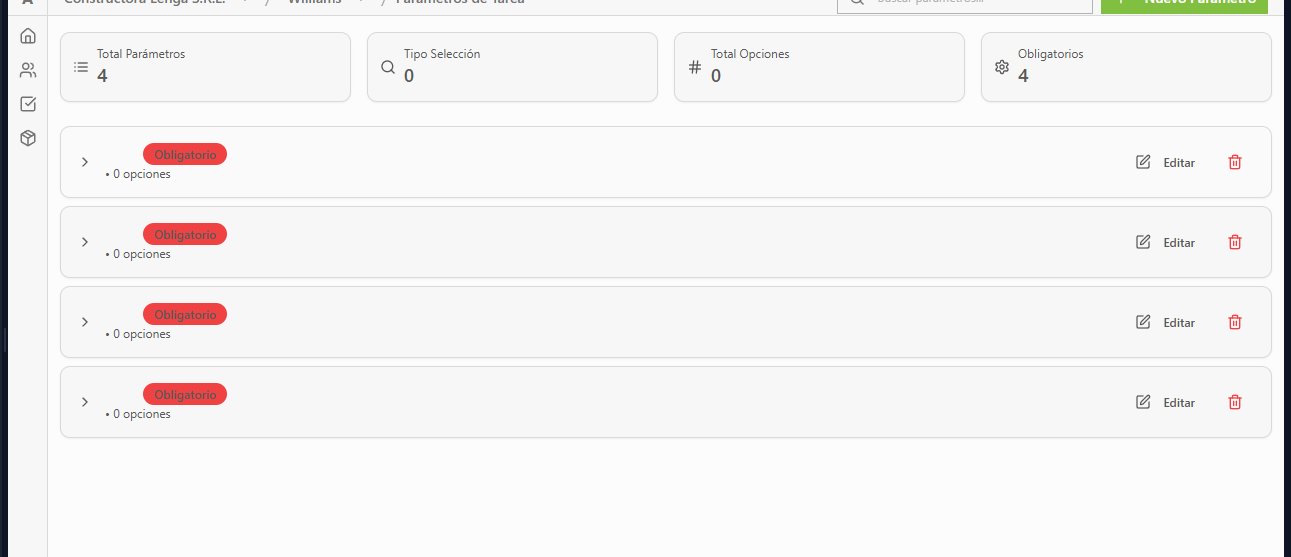 Constructora Lenga S.R.L. / Williams / Parámetros de Tarea
Buscar parámetros...
Nuevo Parámetro
Total Parámetros
4
Tipo Selección
0
Total Opciones
0
Obligatorios
4
Obligatorio
• 0 opciones
Editar
Obligatorio
• 0 opciones
Editar
Obligatorio
• 0 opciones
Editar
Obligatorio
• 0 opciones
Editar